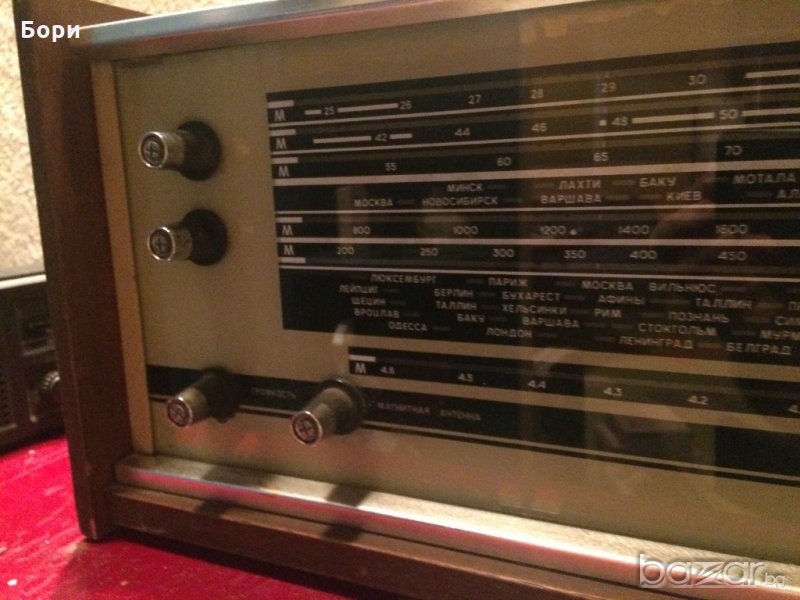 Бори
М 25 26 27 28 29 30
М 42 44 46 48 50
М 55 60 65 70
МИНСК ЛАХТИ БАКУ МОТАЛА
МОСКВА НОВОСИБИРСК ВАРШАВА КИЕВ
М 800 1000 1200 1400 1600
М 200 250 300 350 400 450
ЛЮКСЕМБУРГ ПАРИЖ МОСКВА ВИЛЬНЮС
ЛЕЙПЦИГ БЕРЛИН БУХАРЕСТ АФИНЫ ТАЛЛИН
ЩЕЦИН ТАЛЛИН ХЕЛЬСИНКИ РИМ ПОЗНАНЬ
ВРОЦЛАВ БАКУ ВАРШАВА СТОКГОЛЬМ
ОДЕССА ЛОНДОН ЛЕНИНГРАД БЕЛГРАД
М 4.6 4.5 4.4 4.3 4.2
ГРОМКОСТЬ
МАГНИТНАЯ АНТЕННА
bazar.bg